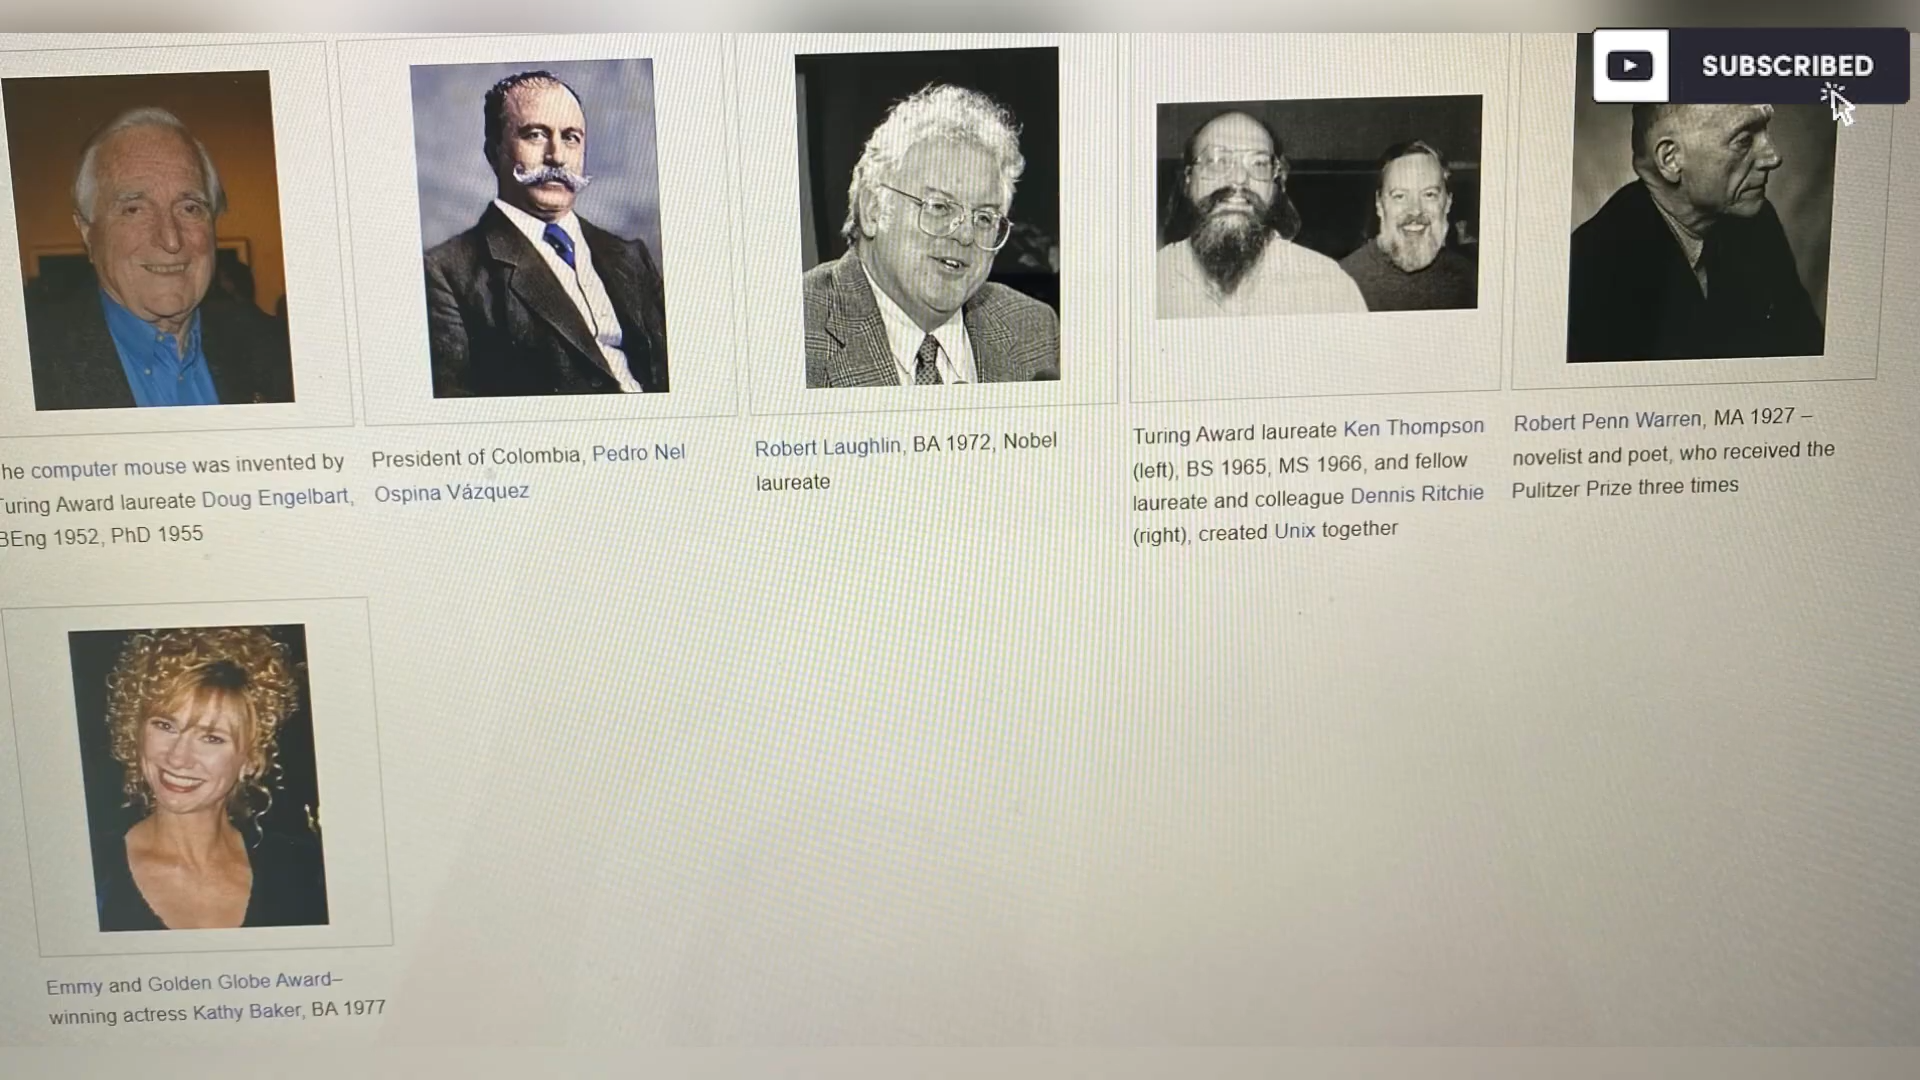 SUBSCRIBED
he computer mouse was invented by
Turing Award laureate Doug Engelbart,
BEng 1952, PhD 1955
President of Colombia, Pedro Nel
Ospina Vázquez
Robert Laughlin, BA 1972, Nobel
laureate
Turing Award laureate Ken Thompson
(left), BS 1965, MS 1966, and fellow
laureate and colleague Dennis Ritchie
(right), created Unix together
Robert Penn Warren, MA 1927 –
novelist and poet, who received the
Pulitzer Prize three times
Emmy and Golden Globe Award–
winning actress Kathy Baker, BA 1977